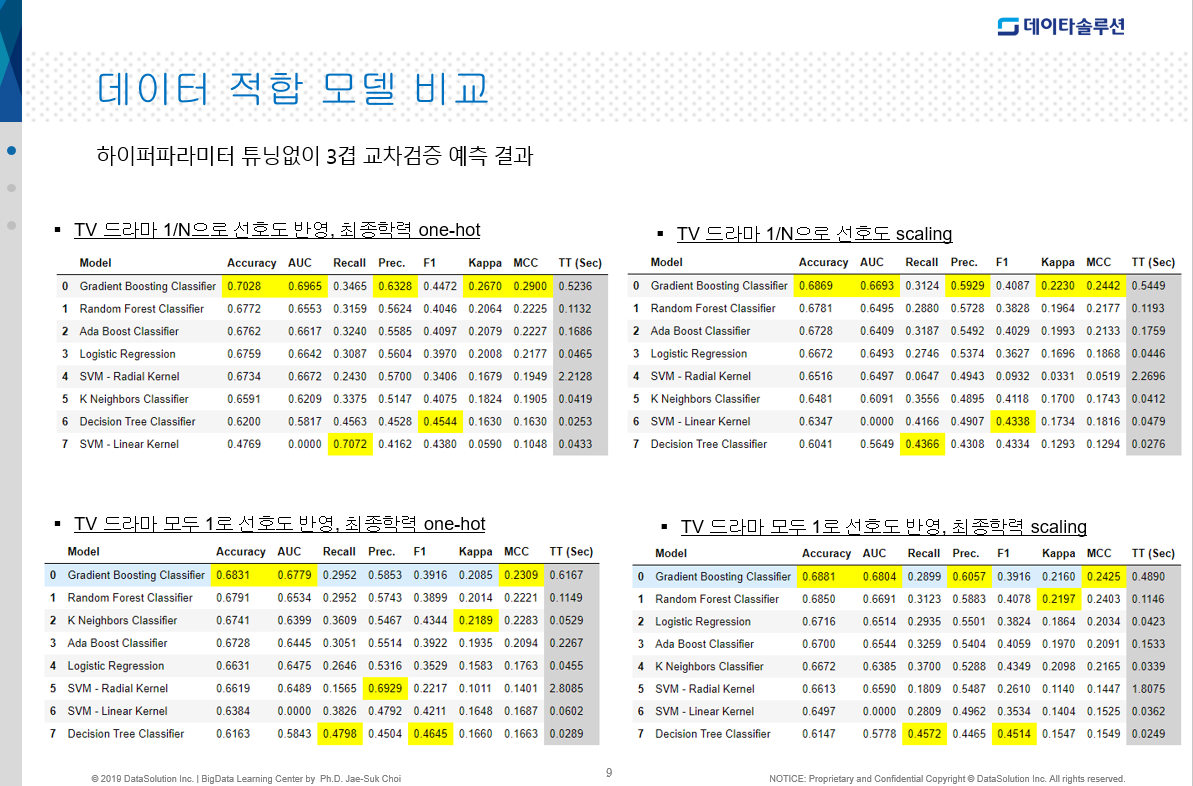 데이타솔루션
데이터 적합 모델 비교
하이퍼파라미터 튜닝없이 3겹 교차검증 예측 결과
▪ TV 드라마 1/N으로 선호도 반영, 최종학력 one-hot
Model Accuracy AUC Recall Prec. F1 Kappa MCC TT (Sec)
0 Gradient Boosting Classifier 0.7028 0.6965 0.3465 0.6328 0.4472 0.2670 0.2900 0.5236
1 Random Forest Classifier 0.6772 0.6553 0.3159 0.5624 0.4046 0.2064 0.2225 0.1132
2 Ada Boost Classifier 0.6762 0.6617 0.3240 0.5585 0.4097 0.2079 0.2227 0.1686
3 Logistic Regression 0.6759 0.6642 0.3087 0.5604 0.3970 0.2008 0.2177 0.0465
4 SVM - Radial Kernel 0.6734 0.6672 0.2430 0.5700 0.3406 0.1679 0.1949 2.2128
5 K Neighbors Classifier 0.6591 0.6209 0.3375 0.5147 0.4075 0.1824 0.1905 0.0419
6 Decision Tree Classifier 0.6200 0.5817 0.4563 0.4528 0.4544 0.1630 0.1630 0.0253
7 SVM - Linear Kernel 0.4769 0.0000 0.7072 0.4162 0.4380 0.0590 0.1048 0.0433
▪ TV 드라마 1/N으로 선호도 scaling
Model Accuracy AUC Recall Prec. F1 Kappa MCC TT (Sec)
0 Gradient Boosting Classifier 0.6869 0.6693 0.3124 0.5929 0.4087 0.2230 0.2442 0.5449
1 Random Forest Classifier 0.6781 0.6495 0.2880 0.5728 0.3828 0.1964 0.2177 0.1193
2 Ada Boost Classifier 0.6728 0.6409 0.3187 0.5492 0.4029 0.1993 0.2133 0.1759
3 Logistic Regression 0.6672 0.6493 0.2746 0.5374 0.3627 0.1696 0.1868 0.0446
4 SVM - Radial Kernel 0.6516 0.6497 0.0647 0.4943 0.0932 0.0331 0.0519 2.2696
5 K Neighbors Classifier 0.6481 0.6091 0.3556 0.4895 0.4118 0.1700 0.1743 0.0412
6 SVM - Linear Kernel 0.6347 0.0000 0.4166 0.4907 0.4338 0.1734 0.1816 0.0479
7 Decision Tree Classifier 0.6041 0.5649 0.4366 0.4308 0.4334 0.1293 0.1294 0.0276
▪ TV 드라마 모두 1로 선호도 반영, 최종학력 one-hot
Model Accuracy AUC Recall Prec. F1 Kappa MCC TT (Sec)
0 Gradient Boosting Classifier 0.6831 0.6779 0.2952 0.5853 0.3916 0.2085 0.2309 0.6167
1 Random Forest Classifier 0.6791 0.6534 0.2952 0.5743 0.3899 0.2014 0.2221 0.1149
2 K Neighbors Classifier 0.6741 0.6399 0.3609 0.5467 0.4344 0.2189 0.2283 0.0529
3 Ada Boost Classifier 0.6728 0.6445 0.3051 0.5514 0.3922 0.1935 0.2094 0.2267
4 Logistic Regression 0.6631 0.6475 0.2646 0.5316 0.3529 0.1583 0.1763 0.0455
5 SVM - Radial Kernel 0.6619 0.6489 0.1565 0.6929 0.2217 0.1011 0.1401 2.8085
6 SVM - Linear Kernel 0.6384 0.0000 0.3826 0.4792 0.4211 0.1648 0.1687 0.0602
7 Decision Tree Classifier 0.6163 0.5843 0.4798 0.4504 0.4645 0.1660 0.1663 0.0289
▪ TV 드라마 모두 1로 선호도 반영, 최종학력 scaling
Model Accuracy AUC Recall Prec. F1 Kappa MCC TT (Sec)
0 Gradient Boosting Classifier 0.6881 0.6804 0.2899 0.6057 0.3916 0.2160 0.2425 0.4890
1 Random Forest Classifier 0.6850 0.6691 0.3123 0.5883 0.4078 0.2197 0.2403 0.1146
2 Logistic Regression 0.6716 0.6514 0.2935 0.5501 0.3824 0.1864 0.2034 0.0423
3 Ada Boost Classifier 0.6700 0.6544 0.3259 0.5404 0.4059 0.1970 0.2091 0.1533
4 K Neighbors Classifier 0.6672 0.6385 0.3700 0.5288 0.4349 0.2098 0.2165 0.0339
5 SVM - Radial Kernel 0.6613 0.6590 0.1809 0.5487 0.2610 0.1140 0.1447 1.8075
6 SVM - Linear Kernel 0.6497 0.0000 0.2809 0.4962 0.3534 0.1404 0.1525 0.0362
7 Decision Tree Classifier 0.6147 0.5778 0.4572 0.4465 0.4514 0.1547 0.1549 0.0249
© 2019 DataSolution Inc. | BigData Learning Center by Ph.D. Jae-Suk Choi
9
NOTICE: Proprietary and Confidential Copyright © DataSolution Inc. All rights reserved.